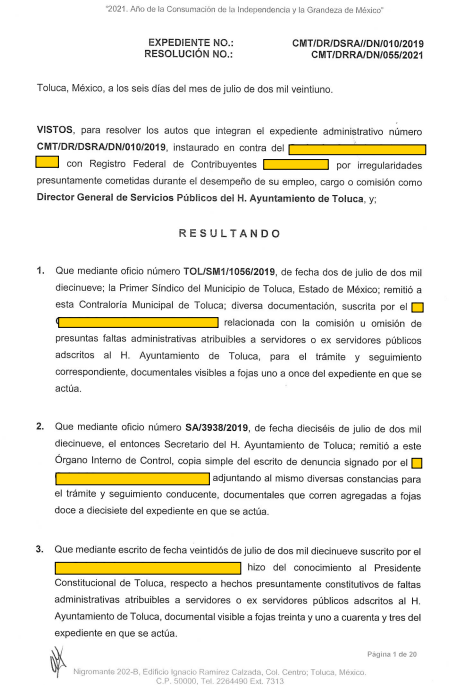 "2021. Año de la Consumación de la Independencia y la Grandeza de México"
EXPEDIENTE NO.: CMT/DR/DSRA//DN/010/2019
RESOLUCIÓN NO.: CMT/DRRA/DN/055/2021
Toluca, México, a los seis días del mes de julio de dos mil veintiuno.
VISTOS, para resolver los autos que integran el expediente administrativo número
CMT/DR/DSRA/DN/010/2019, instaurado en contra del
con Registro Federal de Contribuyentes por irregularidades
presuntamente cometidas durante el desempeño de su empleo, cargo o comisión como
Director General de Servicios Públicos del H. Ayuntamiento de Toluca, y;
RESULTANDO
1. Que mediante oficio número TOL/SM1/1056/2019, de fecha dos de julio de dos mil
diecinueve; la Primer Síndico del Municipio de Toluca, Estado de México; remitió a
esta Contraloría Municipal de Toluca; diversa documentación, suscrita por el
relacionada con la comisión u omisión de
presuntas faltas administrativas atribuibles a servidores o ex servidores públicos
adscritos al H. Ayuntamiento de Toluca, para el trámite y seguimiento
correspondiente, documentales visibles a fojas uno a once del expediente en que se
actúa.
2. Que mediante oficio número SA/3938/2019, de fecha dieciséis de julio de dos mil
diecinueve, el entonces Secretario del H. Ayuntamiento de Toluca; remitió a este
Órgano Interno de Control, copia simple del escrito de denuncia signado por el
adjuntando al mismo diversas constancias para
el trámite y seguimiento conducente, documentales que corren agregadas a fojas
doce a diecisiete del expediente en que se actúa.
3. Que mediante escrito de fecha veintidós de julio de dos mil diecinueve suscrito por el
hizo del conocimiento al Presidente
Constitucional de Toluca, respecto a hechos presuntamente constitutivos de faltas
administrativas atribuibles a servidores o ex servidores públicos adscritos al H.
Ayuntamiento de Toluca, documental visible a fojas treinta y uno a cuarenta y tres del
expediente en que se actúa.
Página 1 de 20
Nigromante 202-B, Edificio Ignacio Ramírez Calzada, Col. Centro; Toluca, México.
C.P. 50000, Tel. 2264490 Ext. 7313